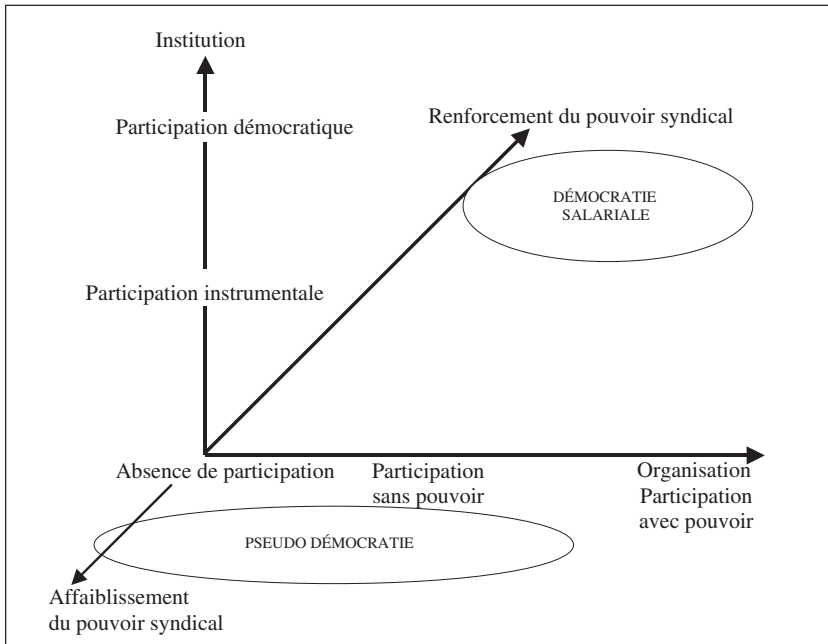 Institution
Participation démocratique
Renforcement du pouvoir syndical
DÉMOCRATIE
SALARIALE
Participation instrumentale
Absence de participation
Participation
sans pouvoir
Organisation
Participation
avec pouvoir
PSEUDO DÉMOCRATIE
Affaiblissement
du pouvoir syndical